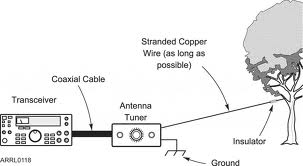 Stranded Copper
Wire (as long as
possible)
Coaxial Cable
Transceiver
Antenna
Tuner
Insulator
Ground
ARRL0118